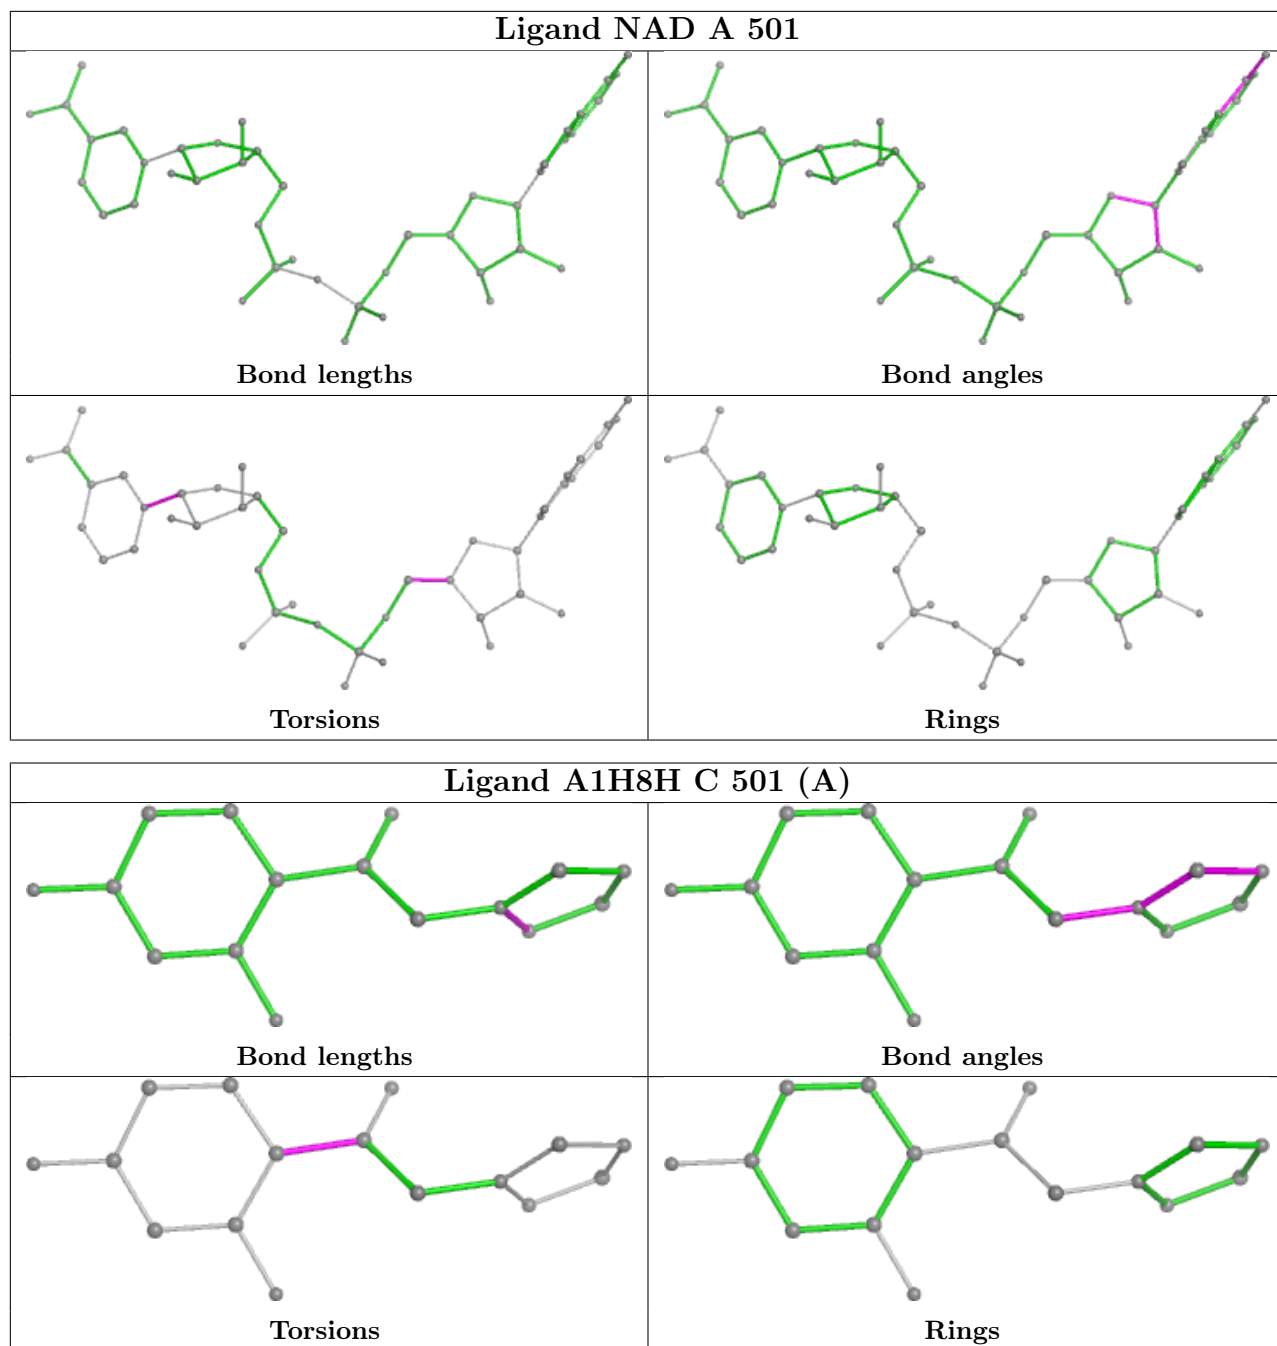 Ligand NAD A 501
Bond lengths
Bond angles
Torsions
Rings
Ligand A1H8H C 501 (A)
Bond lengths
Bond angles
Torsions
Rings